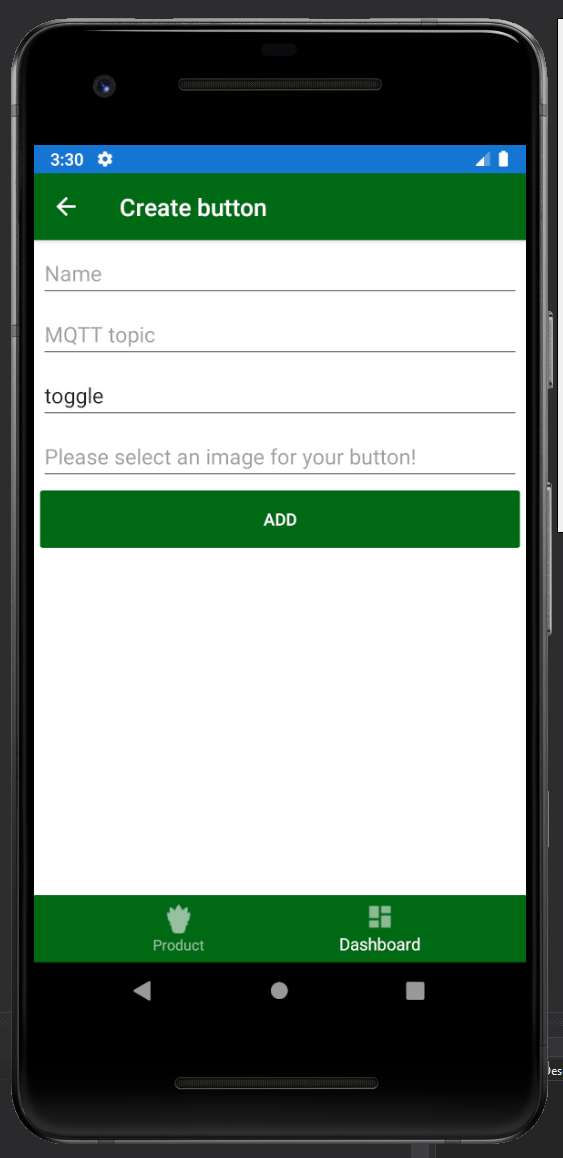 3:30
Create button
Name
MQTT topic
toggle
Please select an image for your button!
ADD
Product
Dashboard